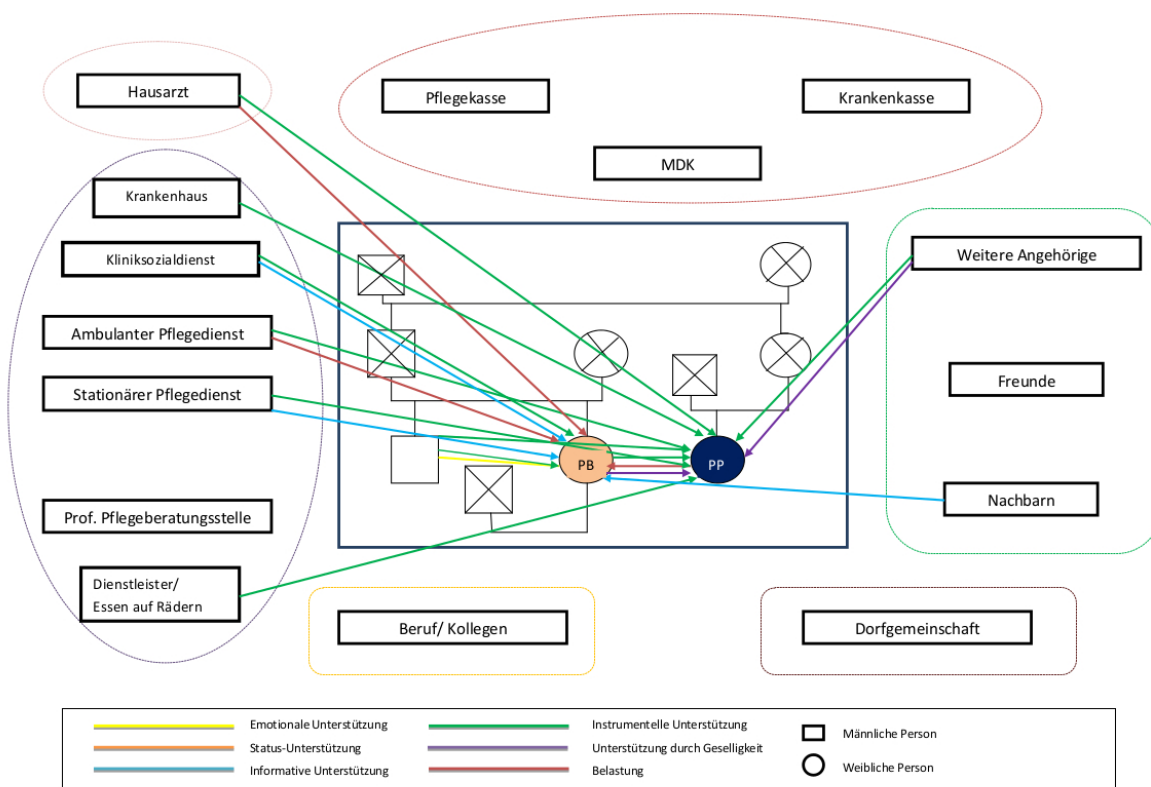 Hausarzt
Pflegekasse
Krankenkasse
MDK
Krankenhaus
Kliniksozialdienst
Weitere Angehörige
Ambulanter Pflegedienst
Stationärer Pflegedienst
Freunde
PB
PP
Nachbarn
Prof. Pflegeberatungsstelle
Dienstleister/
Essen auf Rädern
Beruf/ Kollegen
Dorfgemeinschaft
Emotionale Unterstützung
Status-Unterstützung
Informative Unterstützung
Instrumentelle Unterstützung
Unterstützung durch Geselligkeit
Belastung
Männliche Person
Weibliche Person